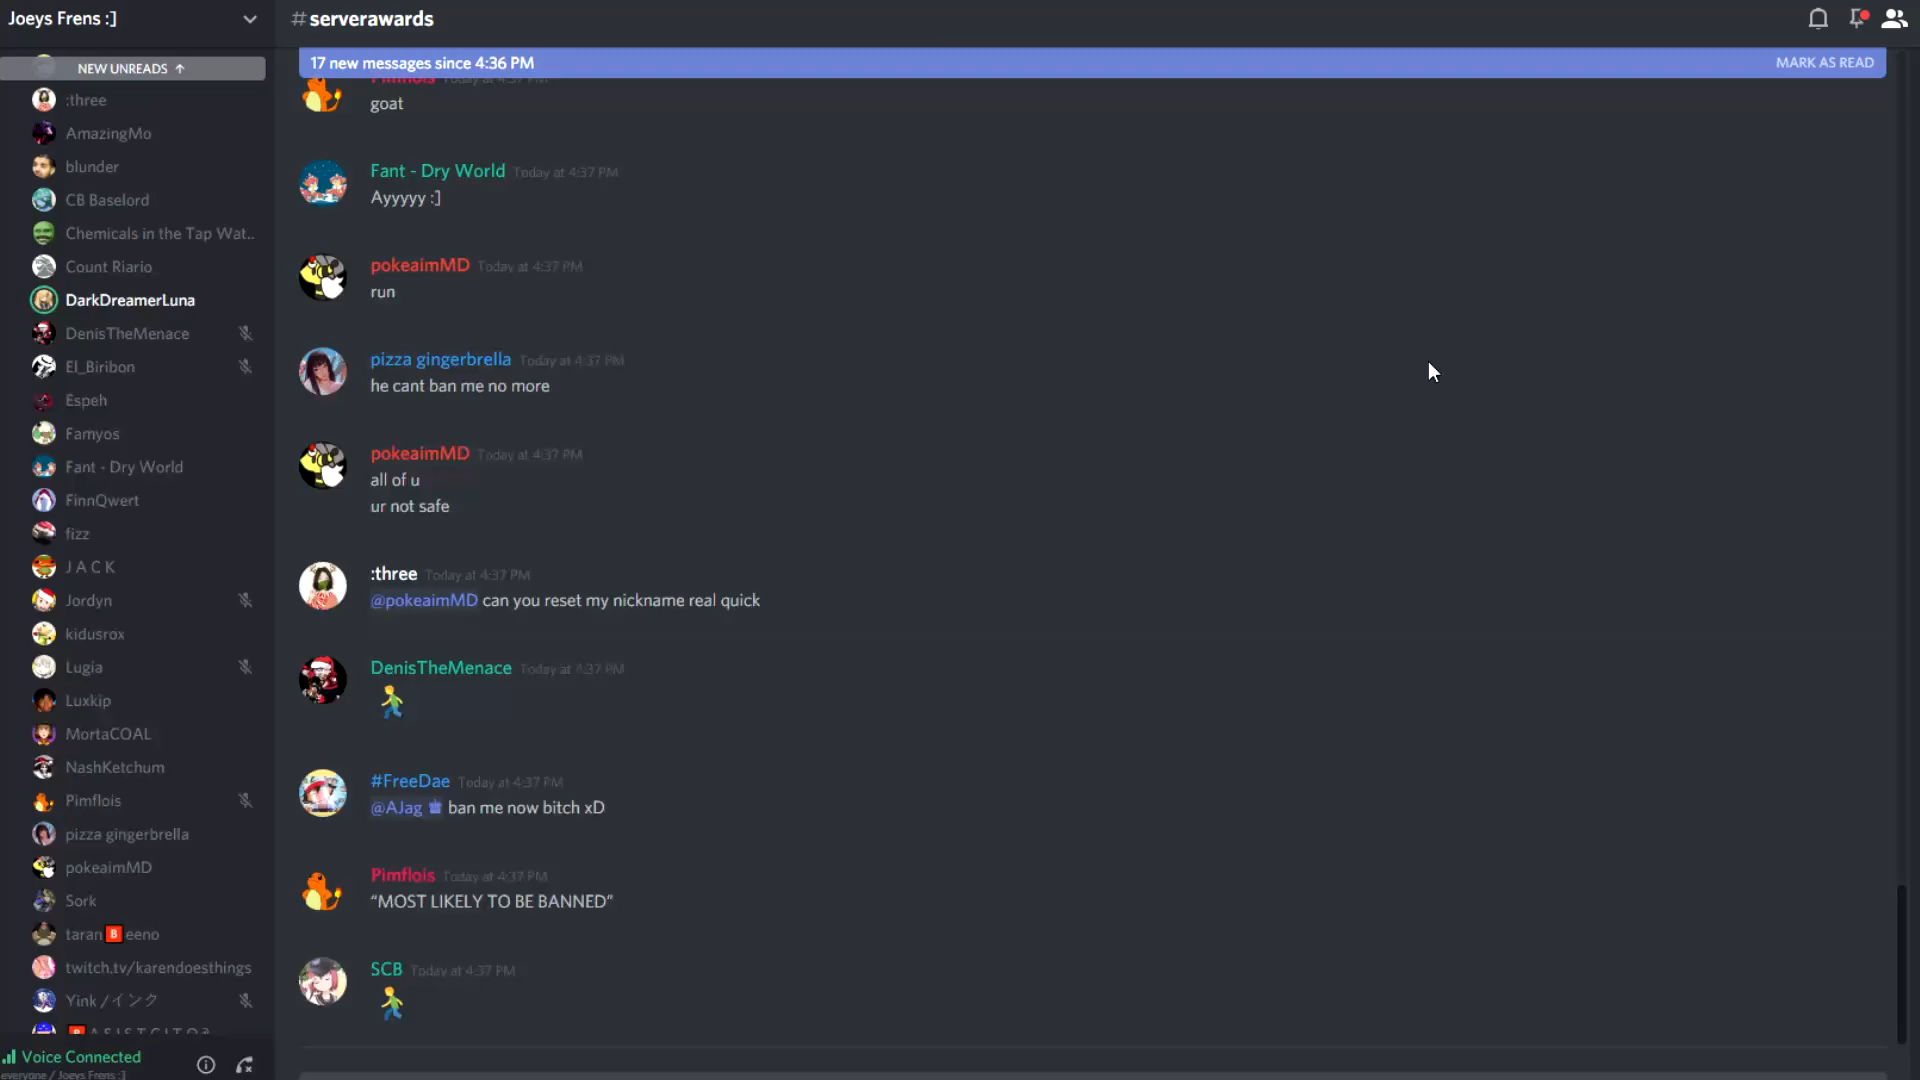 Joeys Frens :]
# serverawards
NEW UNREADS ↑
17 new messages since 4:36 PM
MARK AS READ
:three
AmazingMo
blunder
CB Baselord
Chemicals in the Tap Wat..
Count Riario
DarkDreamerLuna
DenisTheMenace
El_Biribon
Espeh
Famyos
Fant - Dry World
FinnQwert
fizz
J A C K
Jordyn
kidusrox
Lugia
Luxkip
MortaCOAL
NashKetchum
Pimflois
pizza gingerbrella
pokeaimMD
Sork
taran B eeno
twitch.tv/karendoesthings
Yink /インク
Voice Connected
everyone / Joeys Frens :]
Pimflois Today at 4:37 PM
goat
Fant - Dry World Today at 4:37 PM
Ayyyyy :]
pokeaimMD Today at 4:37 PM
run
pizza gingerbrella Today at 4:37 PM
he cant ban me no more
pokeaimMD Today at 4:37 PM
all of u
ur not safe
:three Today at 4:37 PM
@pokeaimMD can you reset my nickname real quick
DenisTheMenace Today at 4:37 PM
#FreeDae Today at 4:37 PM
@AJag ban me now bitch xD
Pimflois Today at 4:37 PM
“MOST LIKELY TO BE BANNED”
SCB Today at 4:37 PM